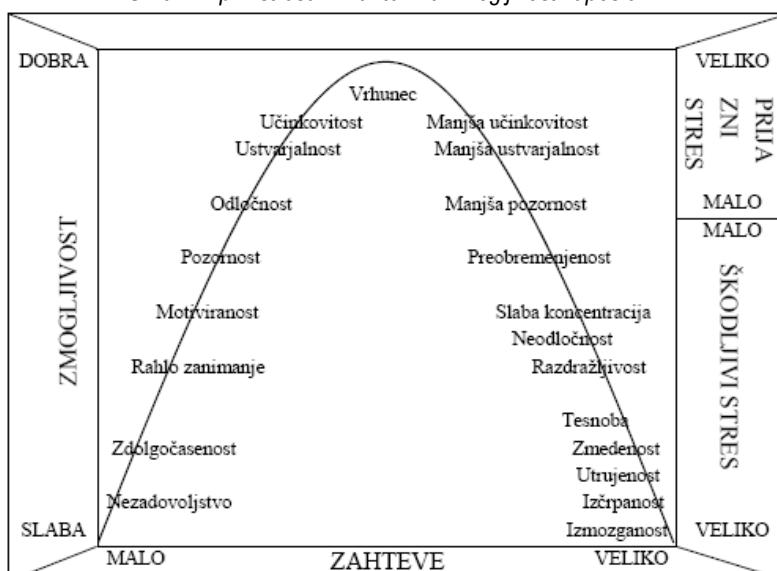 DOBRA
VELIKO
Vrhunec
Učinkovitost
Manjša učinkovitost
Ustvarjalnost
Manjša ustvarjalnost
PRIJA
ZNI
STRES
Odločnost
Manjša pozornost
MALO
MALO
Pozornost
Preobremenjenost
ZMOGLJIVOST
Motiviranost
Slaba koncentracija
Neodločnost
Rahlo zanimanje
Razdražljivost
ŠKODLJIVI STRES
Tesnoba
Zdolgočasenost
Zmedenost
Utrujenost
Nezadovoljstvo
Izčrpanost
SLABA
Izmozganost
VELIKO
MALO
ZAHTEVE
VELIKO